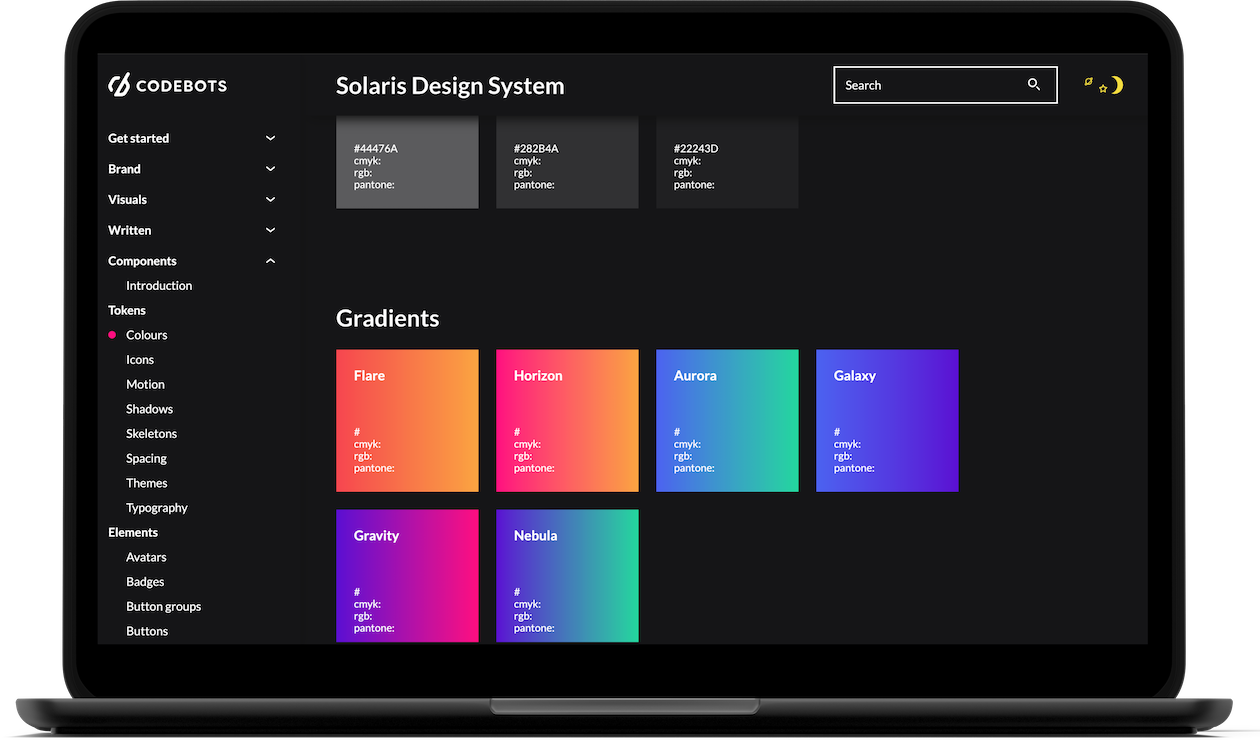 CODEBOTS
Solaris Design System
Search
Get started
Brand
Visuals
Written
Components
Introduction
Tokens
Colours
Icons
Motion
Shadows
Skeletons
Spacing
Themes
Typography
Elements
Avatars
Badges
Button groups
Buttons
#44476A
cmyk:
rgb:
pantone:
#282B4A
cmyk:
rgb:
pantone:
#22243D
cmyk:
rgb:
pantone:
Gradients
Flare
#
cmyk:
rgb:
pantone:
Horizon
#
cmyk:
rgb:
pantone:
Aurora
#
cmyk:
rgb:
pantone:
Galaxy
#
cmyk:
rgb:
pantone:
Gravity
#
cmyk:
rgb:
pantone:
Nebula
#
cmyk:
rgb:
pantone: